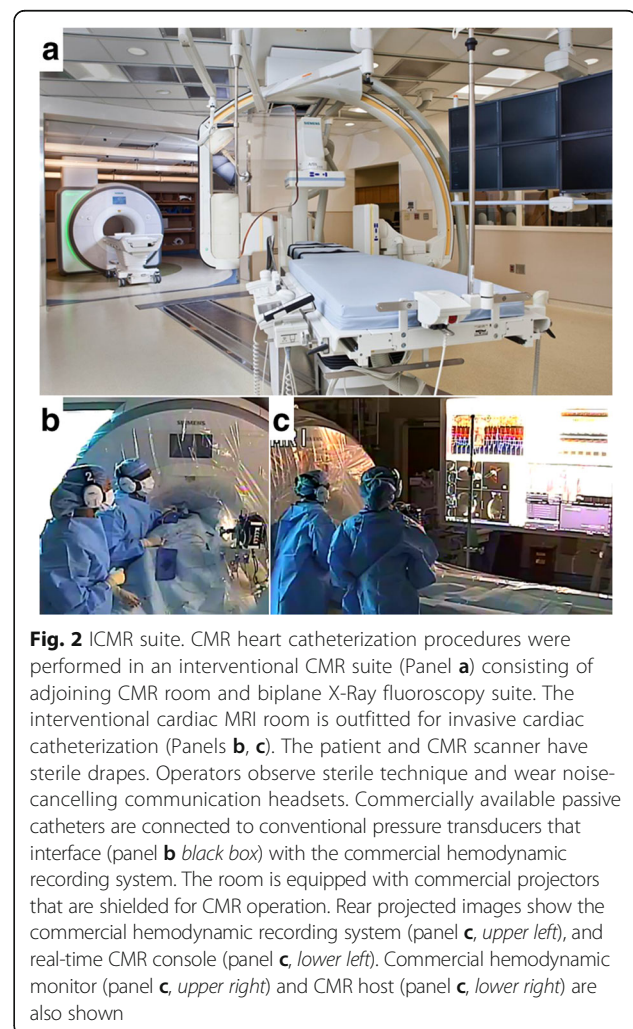 a
SIEMENS
b
SIEMENS
2
c
MRI
Fig. 2 ICMR suite. CMR heart catheterization procedures were
performed in an interventional CMR suite (Panel a) consisting of
adjoining CMR room and biplane X-Ray fluoroscopy suite. The
interventional cardiac MRI room is outfitted for invasive cardiac
catheterization (Panels b, c). The patient and CMR scanner have
sterile drapes. Operators observe sterile technique and wear noise-
cancelling communication headsets. Commercially available passive
catheters are connected to conventional pressure transducers that
interface (panel b black box) with the commercial hemodynamic
recording system. The room is equipped with commercial projectors
that are shielded for CMR operation. Rear projected images show the
commercial hemodynamic recording system (panel c, upper left), and
real-time CMR console (panel c, lower left). Commercial hemodynamic
monitor (panel c, upper right) and CMR host (panel c, lower right) are
also shown